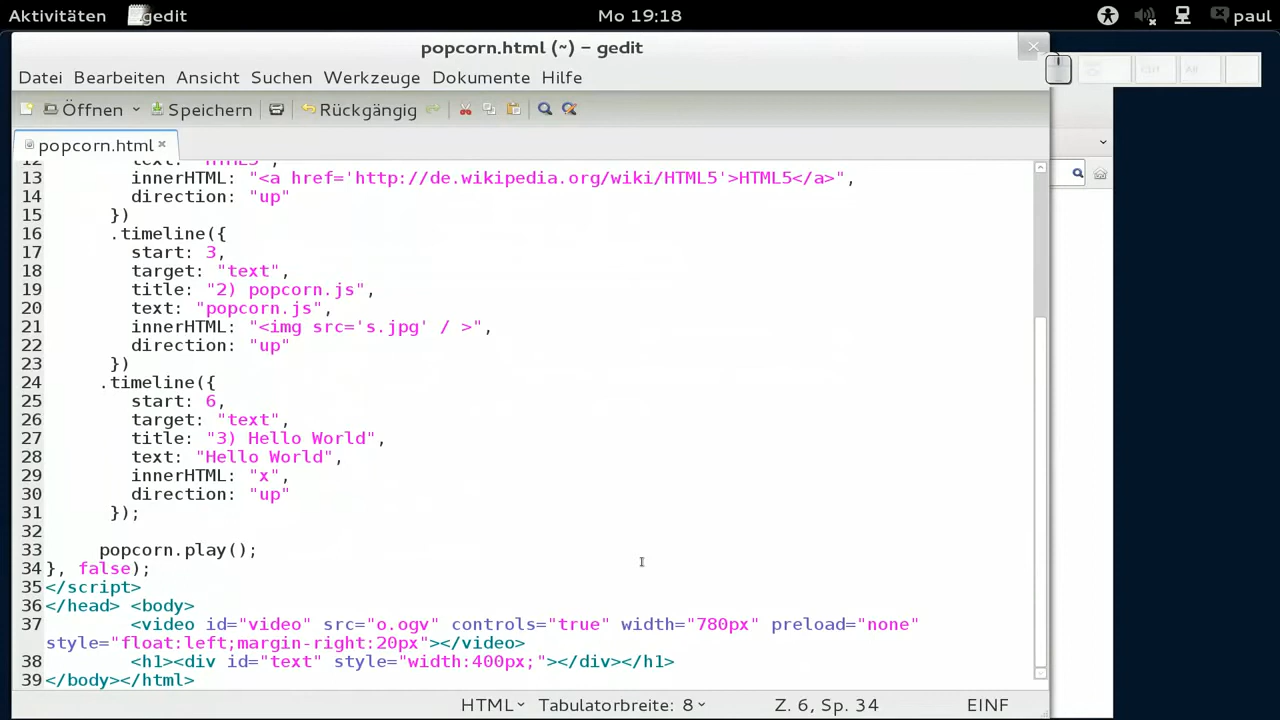 Aktivitäten gedit Mo 19:18 paul
popcorn.html (~) – gedit
Datei Bearbeiten Ansicht Suchen Werkzeuge Dokumente Hilfe
Öffnen Speichern Rückgängig
popcorn.html
12 text: "HTML5",
13 innerHTML: "<a href='http://de.wikipedia.org/wiki/HTML5'>HTML5</a>",
14 direction: "up"
15 })
16 .timeline({
17 start: 3,
18 target: "text",
19 title: "2) popcorn.js",
20 text: "popcorn.js",
21 innerHTML: "<img src='s.jpg' / >",
22 direction: "up"
23 })
24 .timeline({
25 start: 6,
26 target: "text",
27 title: "3) Hello World",
28 text: "Hello World",
29 innerHTML: "x",
30 direction: "up"
31 });
32
33 popcorn.play();
34 }, false);
35 </script>
36 </head> <body>
37 <video id="video" src="o.ogv" controls="true" width="780px" preload="none"
style="float:left;margin-right:20px"></video>
38 <h1><div id="text" style="width:400px;"></div></h1>
39 </body></html>
HTML Tabulatorbreite: 8 Z. 6, Sp. 34 EINF